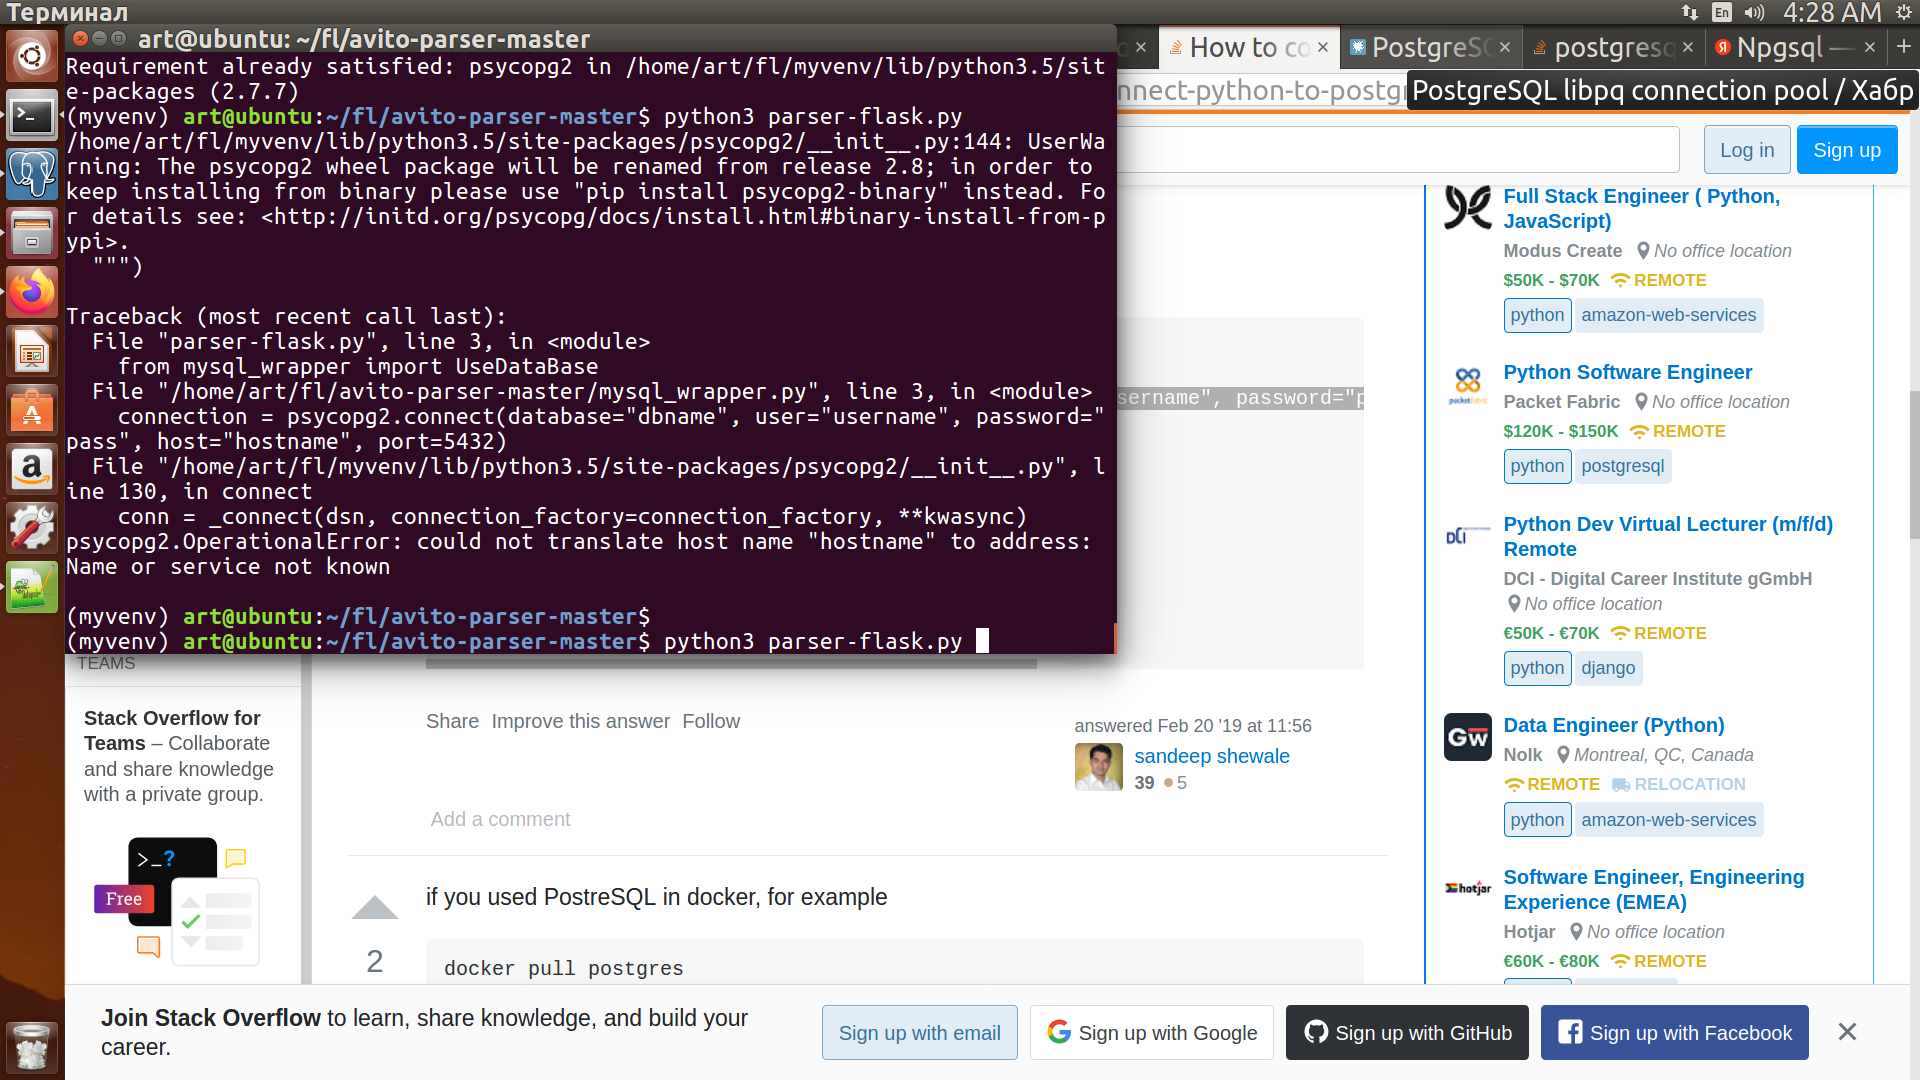 Терминал
En
4:28 AM
art@ubuntu: ~/fl/avito-parser-master
How to co
PostgreSQ
postgresq
Npgsql —
nnect-python-to-postgr
PostgreSQL libpq connection pool / Хабр
Requirement already satisfied: psycopg2 in /home/art/fl/myvenv/lib/python3.5/sit
e-packages (2.7.7)
(myvenv) art@ubuntu:~/fl/avito-parser-master$ python3 parser-flask.py
/home/art/fl/myvenv/lib/python3.5/site-packages/psycopg2/__init__.py:144: UserWa
rning: The psycopg2 wheel package will be renamed from release 2.8; in order to
keep installing from binary please use "pip install psycopg2-binary" instead. Fo
r details see: <http://initd.org/psycopg/docs/install.html#binary-install-from-p
ypi>.
""")
Traceback (most recent call last):
File "parser-flask.py", line 3, in <module>
from mysql_wrapper import UseDataBase
File "/home/art/fl/avito-parser-master/mysql_wrapper.py", line 3, in <module>
connection = psycopg2.connect(database="dbname", user="username", password="
pass", host="hostname", port=5432)
File "/home/art/fl/myvenv/lib/python3.5/site-packages/psycopg2/__init__.py", l
ine 130, in connect
conn = _connect(dsn, connection_factory=connection_factory, **kwasync)
psycopg2.OperationalError: could not translate host name "hostname" to address:
Name or service not known
(myvenv) art@ubuntu:~/fl/avito-parser-master$
(myvenv) art@ubuntu:~/fl/avito-parser-master$ python3 parser-flask.py
Log in
Sign up
sername", password="p
TEAMS
Stack Overflow for
Teams – Collaborate
and share knowledge
with a private group.
>_?
Free
Share Improve this answer Follow
answered Feb 20 '19 at 11:56
sandeep shewale
39 5
Add a comment
2
if you used PostreSQL in docker, for example
docker pull postgres
Full Stack Engineer ( Python,
JavaScript)
Modus Create No office location
$50K - $70K REMOTE
python amazon-web-services
Python Software Engineer
Packet Fabric No office location
$120K - $150K REMOTE
python postgresql
DCI
Python Dev Virtual Lecturer (m/f/d)
Remote
DCI - Digital Career Institute gGmbH
No office location
€50K - €70K REMOTE
python django
GW
Data Engineer (Python)
Nolk Montreal, QC, Canada
REMOTE RELOCATION
python amazon-web-services
hotjar
Software Engineer, Engineering
Experience (EMEA)
Hotjar No office location
€60K - €80K REMOTE
Join Stack Overflow to learn, share knowledge, and build your
career.
Sign up with email
Sign up with Google
Sign up with GitHub
Sign up with Facebook